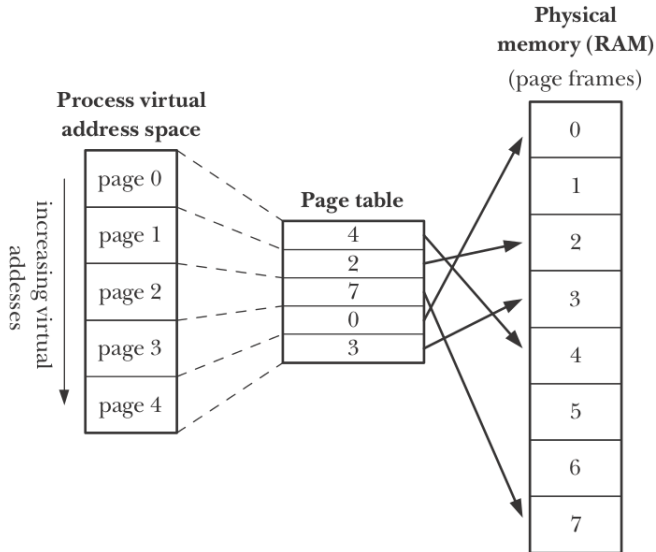 Physical
memory (RAM)
(page frames)
Process virtual
address space
increasing virtual
addesses
page 0
page 1
page 2
page 3
page 4
Page table
4
2
7
0
3
0
1
2
3
4
5
6
7